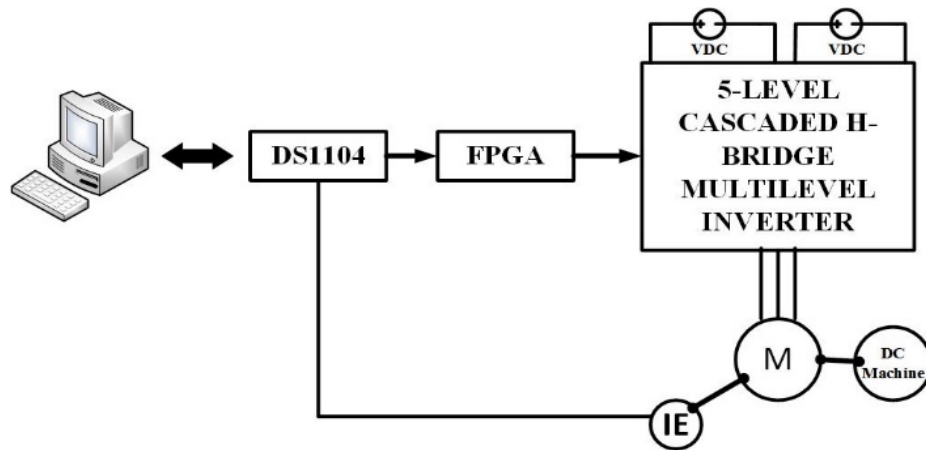 VDC
VDC
5-LEVEL
CASCADED H-
BRIDGE
MULTILEVEL
INVERTER
DS1104
FPGA
M
DC
Machine
IE